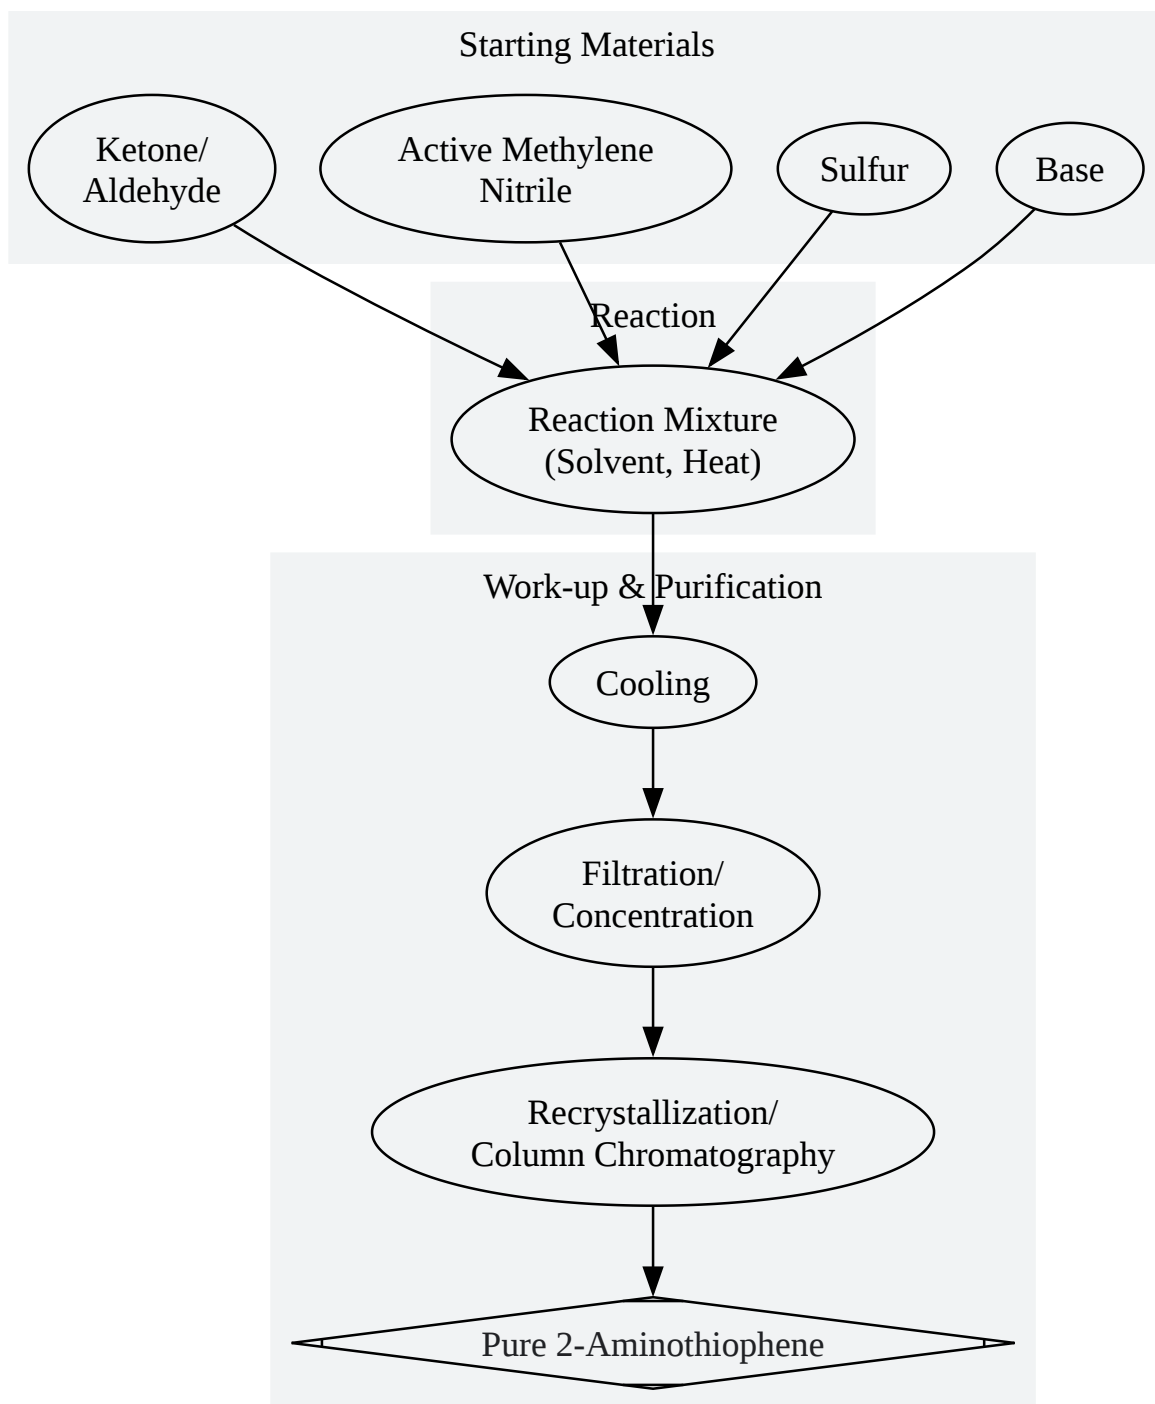 Starting Materials
Ketone/
Aldehyde
Active Methylene
Nitrile
Sulfur
Base
Reaction
Reaction Mixture
(Solvent, Heat)
Work-up & Purification
Cooling
Filtration/
Concentration
Recrystallization/
Column Chromatography
Pure 2-Aminothiophene